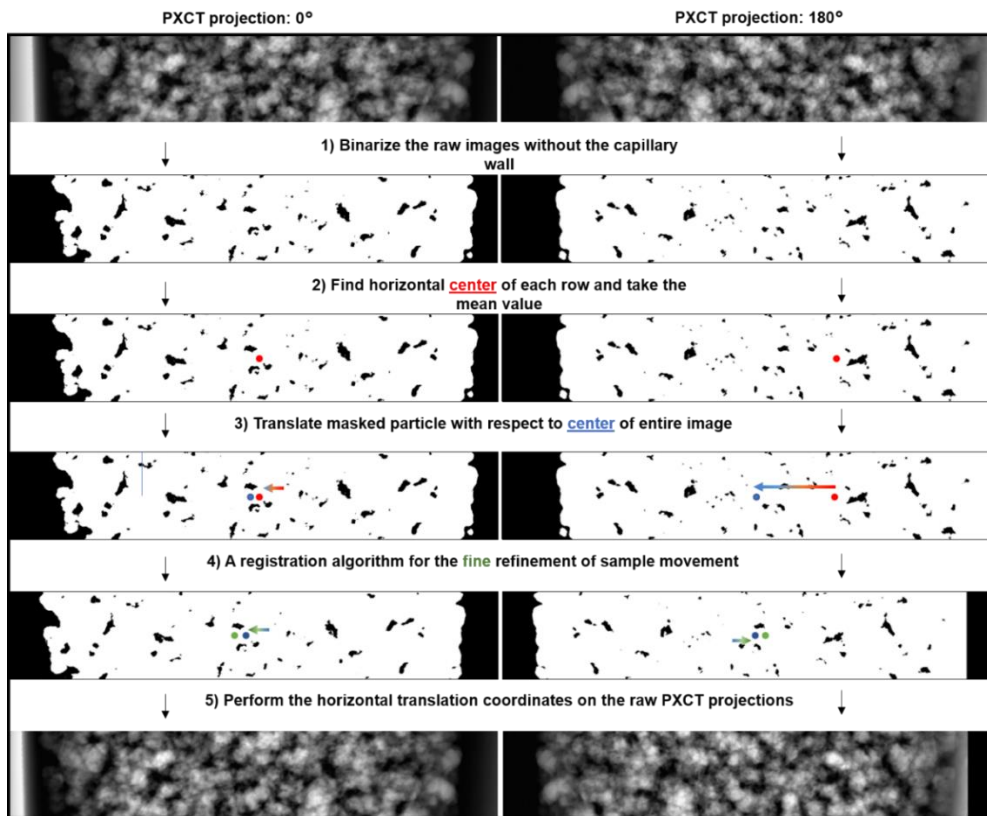 PXCT projection: 0°
PXCT projection: 180°
1) Binarize the raw images without the capillary
wall
2) Find horizontal center of each row and take the
mean value
3) Translate masked particle with respect to center of entire image
4) A registration algorithm for the fine refinement of sample movement
5) Perform the horizontal translation coordinates on the raw PXCT projections